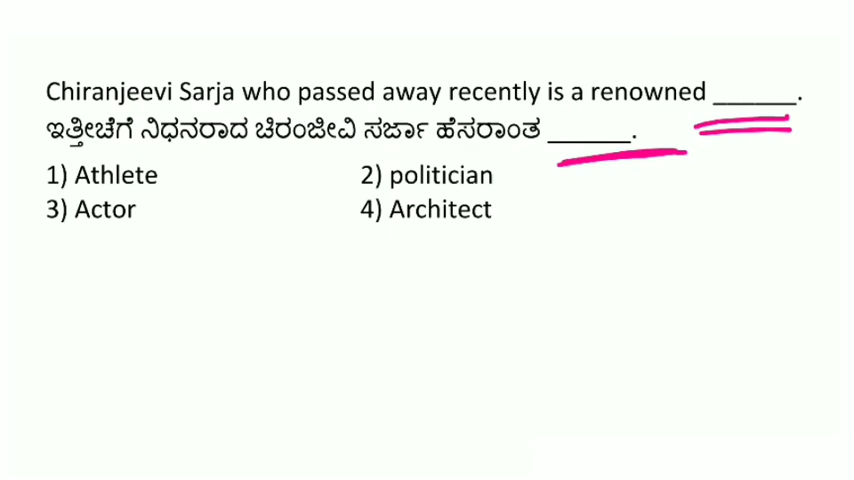 Chiranjeevi Sarja who passed away recently is a renowned ______.
ಇತ್ತೀಚೆಗೆ ನಿಧನರಾದ ಚಿರಂಜೀವಿ ಸರ್ಜಾ ಹೆಸರಾಂತ ______.
1) Athlete 2) politician
3) Actor 4) Architect